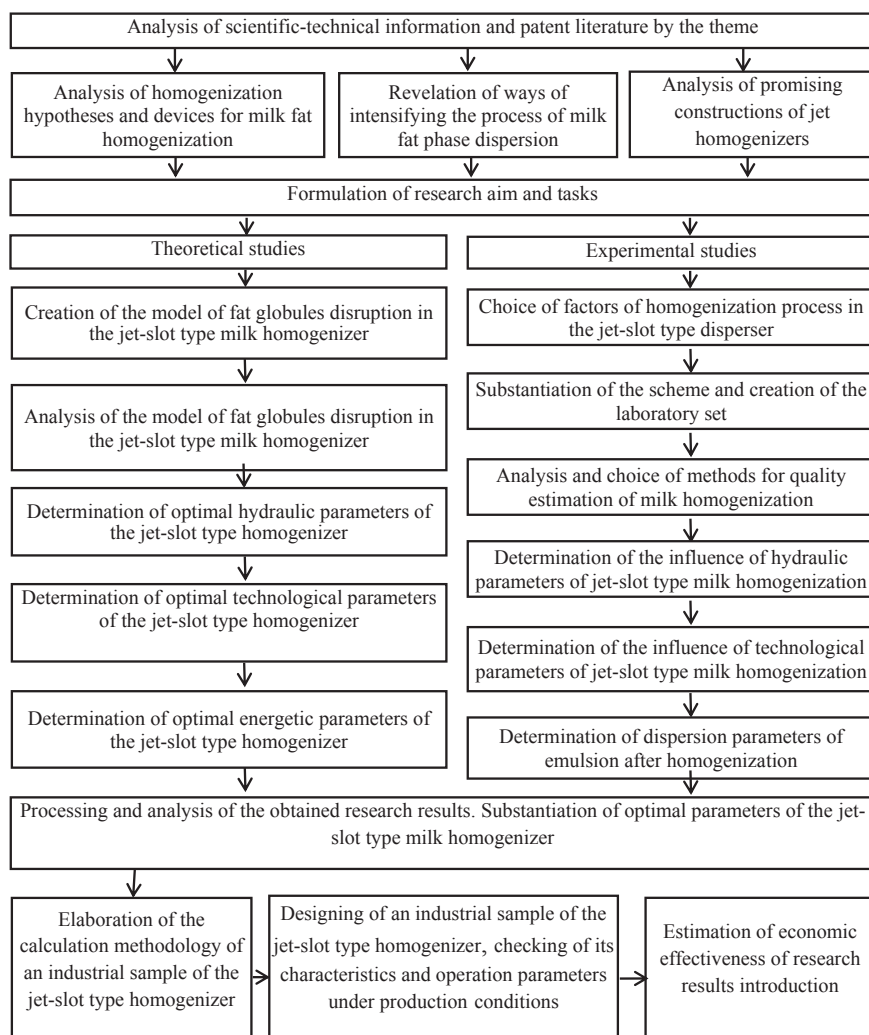 Analysis of scientific-technical information and patent literature by the theme
Analysis of homogenization
hypotheses and devices for milk fat
homogenization
Revelation of ways of
intensifying the process of milk
fat phase dispersion
Analysis of promising
constructions of jet
homogenizers
Formulation of research aim and tasks
Theoretical studies
Creation of the model of fat globules disruption in
the jet-slot type milk homogenizer
Analysis of the model of fat globules disruption in
the jet-slot type milk homogenizer
Determination of optimal hydraulic parameters of
the jet-slot type homogenizer
Determination of optimal technological parameters
of the jet-slot type homogenizer
Determination of optimal energetic parameters of
the jet-slot type homogenizer
Experimental studies
Choice of factors of homogenization process in
the jet-slot type disperser
Substantiation of the scheme and creation of the
laboratory set
Analysis and choice of methods for quality
estimation of milk homogenization
Determination of the influence of hydraulic
parameters of jet-slot type milk homogenization
Determination of the influence of technological
parameters of jet-slot type milk homogenization
Determination of dispersion parameters of
emulsion after homogenization
Processing and analysis of the obtained research results. Substantiation of optimal parameters of the jet-
slot type milk homogenizer
Elaboration of the
calculation methodology of
an industrial sample of the
jet-slot type homogenizer
Designing of an industrial sample of the
jet-slot type homogenizer, checking of its
characteristics and operation parameters
under production conditions
Estimation of economic
effectiveness of research
results introduction